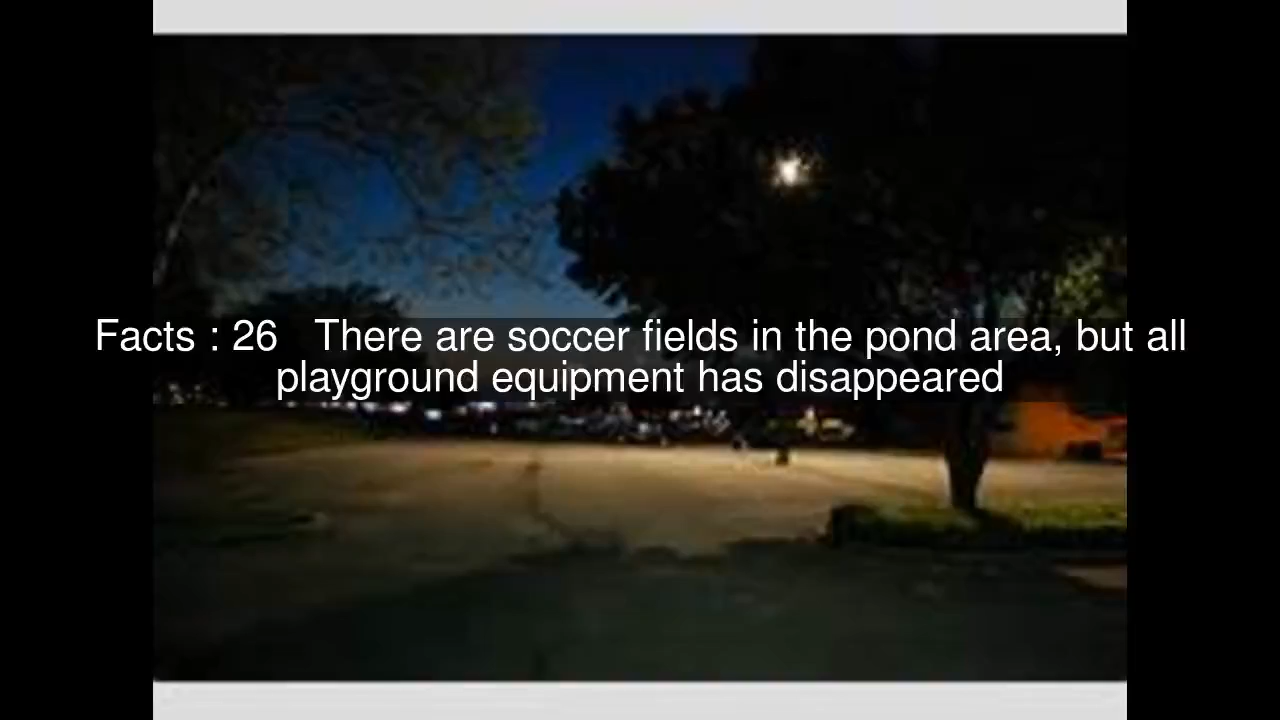 Facts : 26   There are soccer fields in the pond area, but all
playground equipment has disappeared